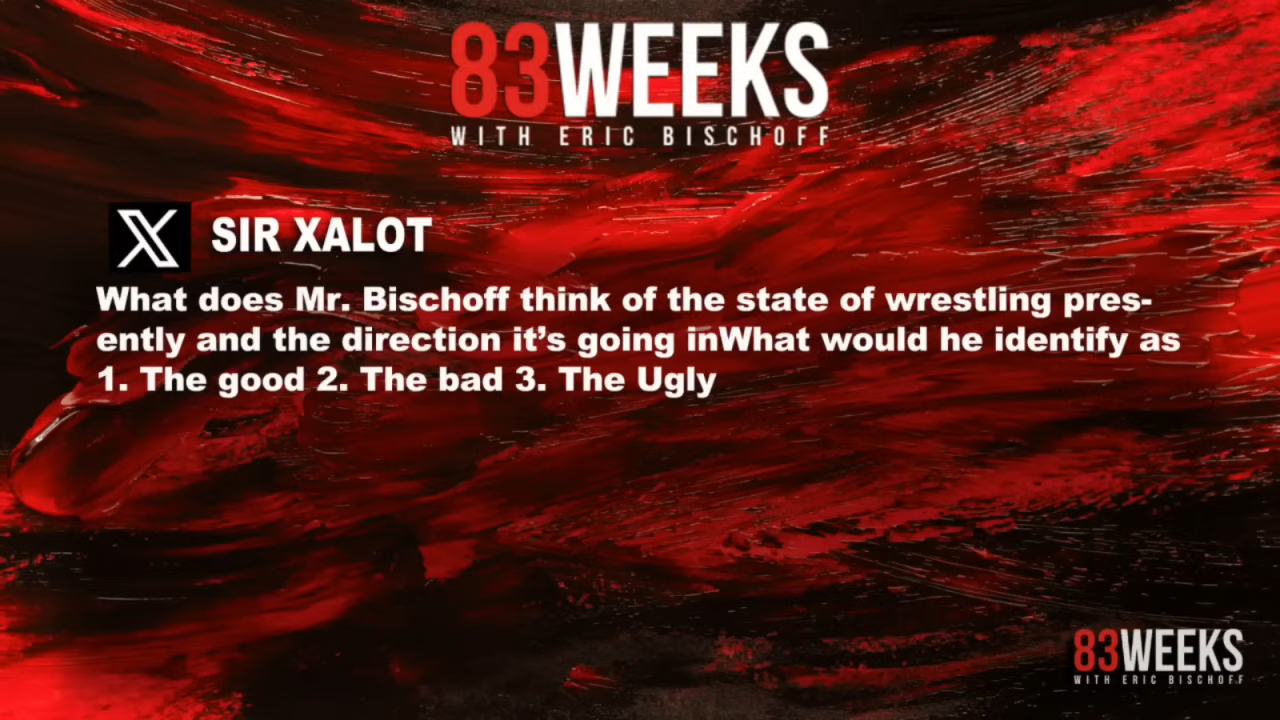 83WEEKS
WITH ERIC BISCHOFF
X SIR XALOT
What does Mr. Bischoff think of the state of wrestling pres-
ently and the direction it's going inWhat would he identify as
1. The good 2. The bad 3. The Ugly
83WEEKS
WITH ERIC BISCHOFF